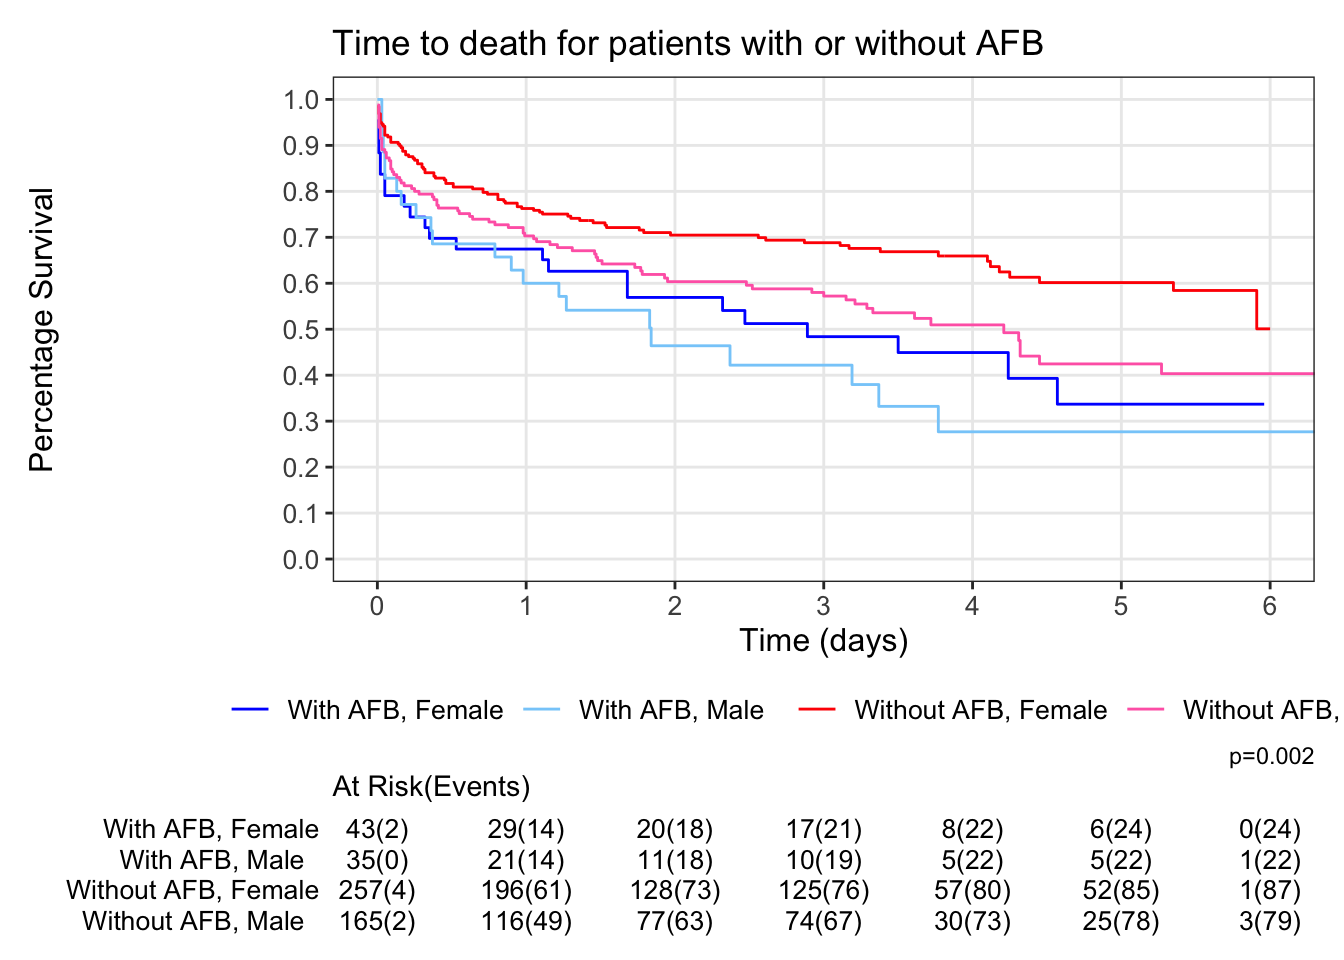 Time to death for patients with or without AFB
Percentage Survival
1.0
0.9
0.8
0.7
0.6
0.5
0.4
0.3
0.2
0.1
0.0
0 1 2 3 4 5 6
Time (days)
With AFB, Female With AFB, Male Without AFB, Female Without AFB,
p=0.002
At Risk(Events)
With AFB, Female 43(2) 29(14) 20(18) 17(21) 8(22) 6(24) 0(24)
With AFB, Male 35(0) 21(14) 11(18) 10(19) 5(22) 5(22) 1(22)
Without AFB, Female 257(4) 196(61) 128(73) 125(76) 57(80) 52(85) 1(87)
Without AFB, Male 165(2) 116(49) 77(63) 74(67) 30(73) 25(78) 3(79)